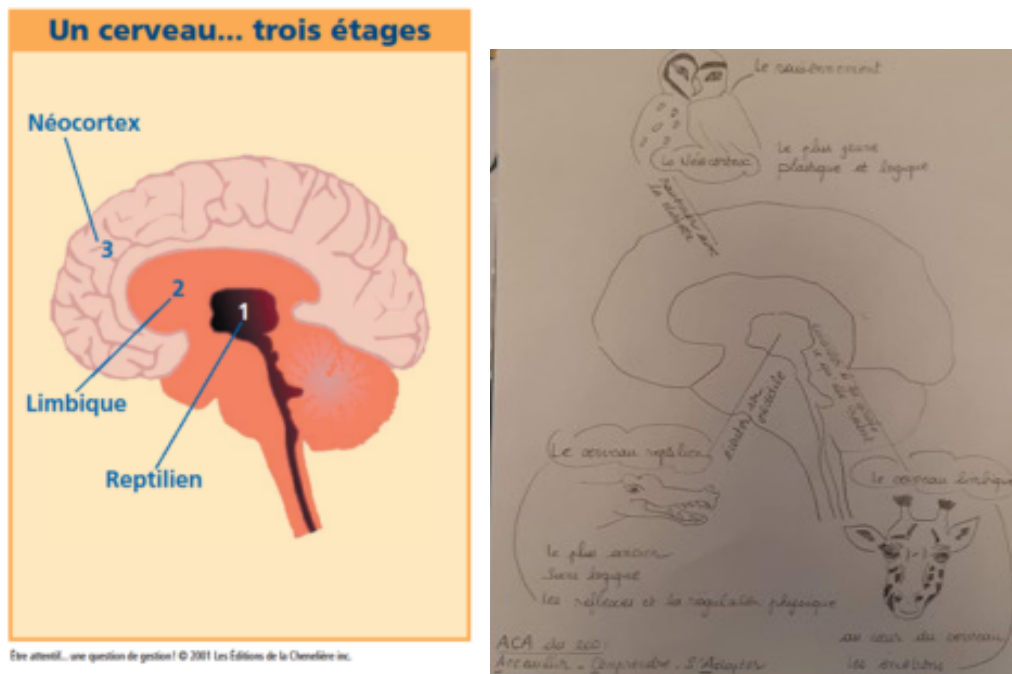 Un cerveau... trois étages
Néocortex
3
2
1
Limbique
Reptilien
Être attentif... une question de gestion! © 2001 Les Éditions de la Chenelière inc.
Le raisonnement
Le Néocortex
Le plus jeune
plastique et logique
Le cerveau reptilien
Le cerveau limbique
le plus ancien
sans logique
les reflexes et la regulation physique
au cœur du cerveau
les émotions
ACA do zoo!
Accueillir - Comprendre - S'Adapter